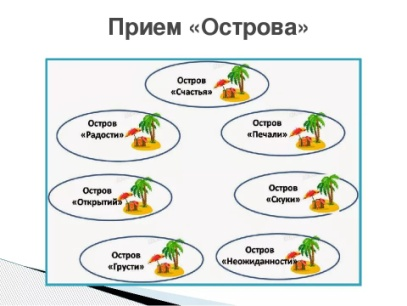 Прием «Острова»
Остров
«Счастья»
Остров
«Радости»
Остров
«Печали»
Остров
«Открытий»
Остров
«Скуки»
Остров
«Грусти»
Остров
«Неожиданности»